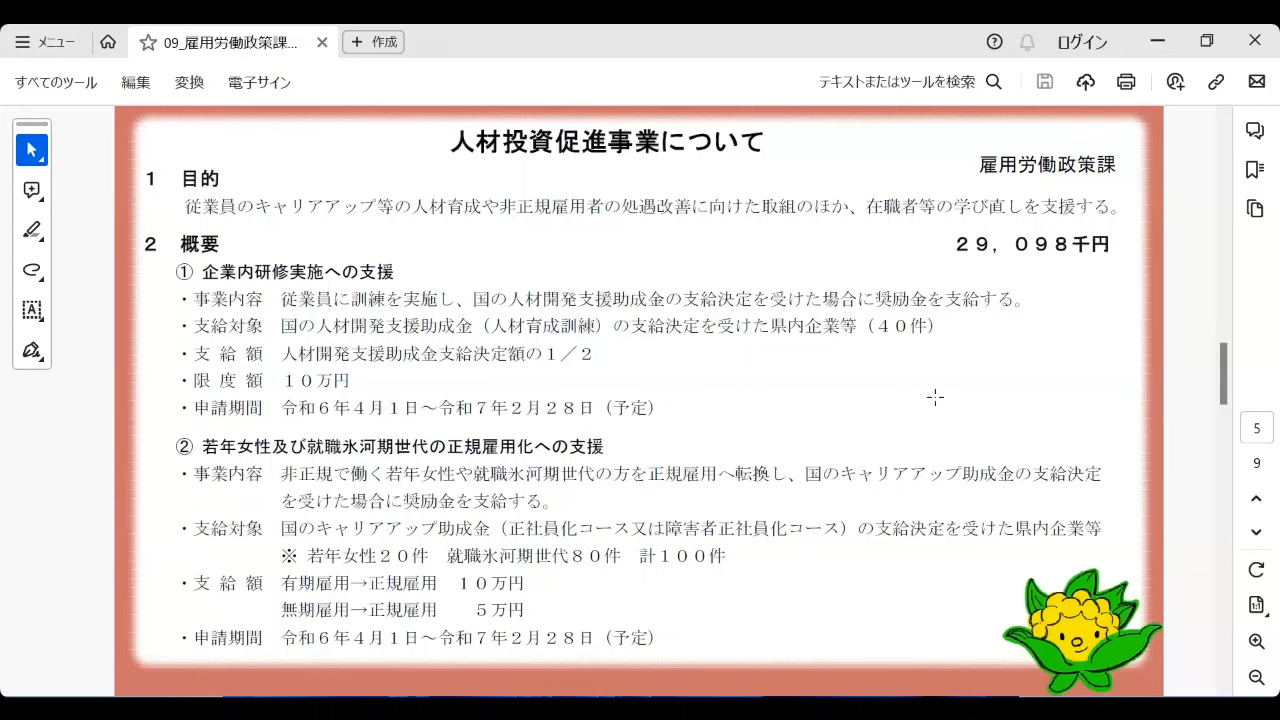 メニュー
09_雇用労働政策課...
作成
ログイン
すべてのツール 編集 変換 電子サイン
テキストまたはツールを検索
人材投資促進事業について
雇用労働政策課
１ 目的
従業員のキャリアアップ等の人材育成や非正規雇用者の処遇改善に向けた取組のほか、在職者等の学び直しを支援する。
２ 概要 ２９，０９８千円
① 企業内研修実施への支援
・事業内容 従業員に訓練を実施し、国の人材開発支援助成金の支給決定を受けた場合に奨励金を支給する。
・支給対象 国の人材開発支援助成金（人材育成訓練）の支給決定を受けた県内企業等（４０件）
・支 給 額 人材開発支援助成金支給決定額の１／２
・限 度 額 １０万円
・申請期間 令和６年４月１日～令和７年２月２８日（予定）
② 若年女性及び就職氷河期世代の正規雇用化への支援
・事業内容 非正規で働く若年女性や就職氷河期世代の方を正規雇用へ転換し、国のキャリアアップ助成金の支給決定
を受けた場合に奨励金を支給する。
・支給対象 国のキャリアアップ助成金（正社員化コース又は障害者正社員化コース）の支給決定を受けた県内企業等
※ 若年女性２０件 就職氷河期世代８０件 計１００件
・支 給 額 有期雇用→正規雇用 １０万円
無期雇用→正規雇用 ５万円
・申請期間 令和６年４月１日～令和７年２月２８日（予定）
5
9